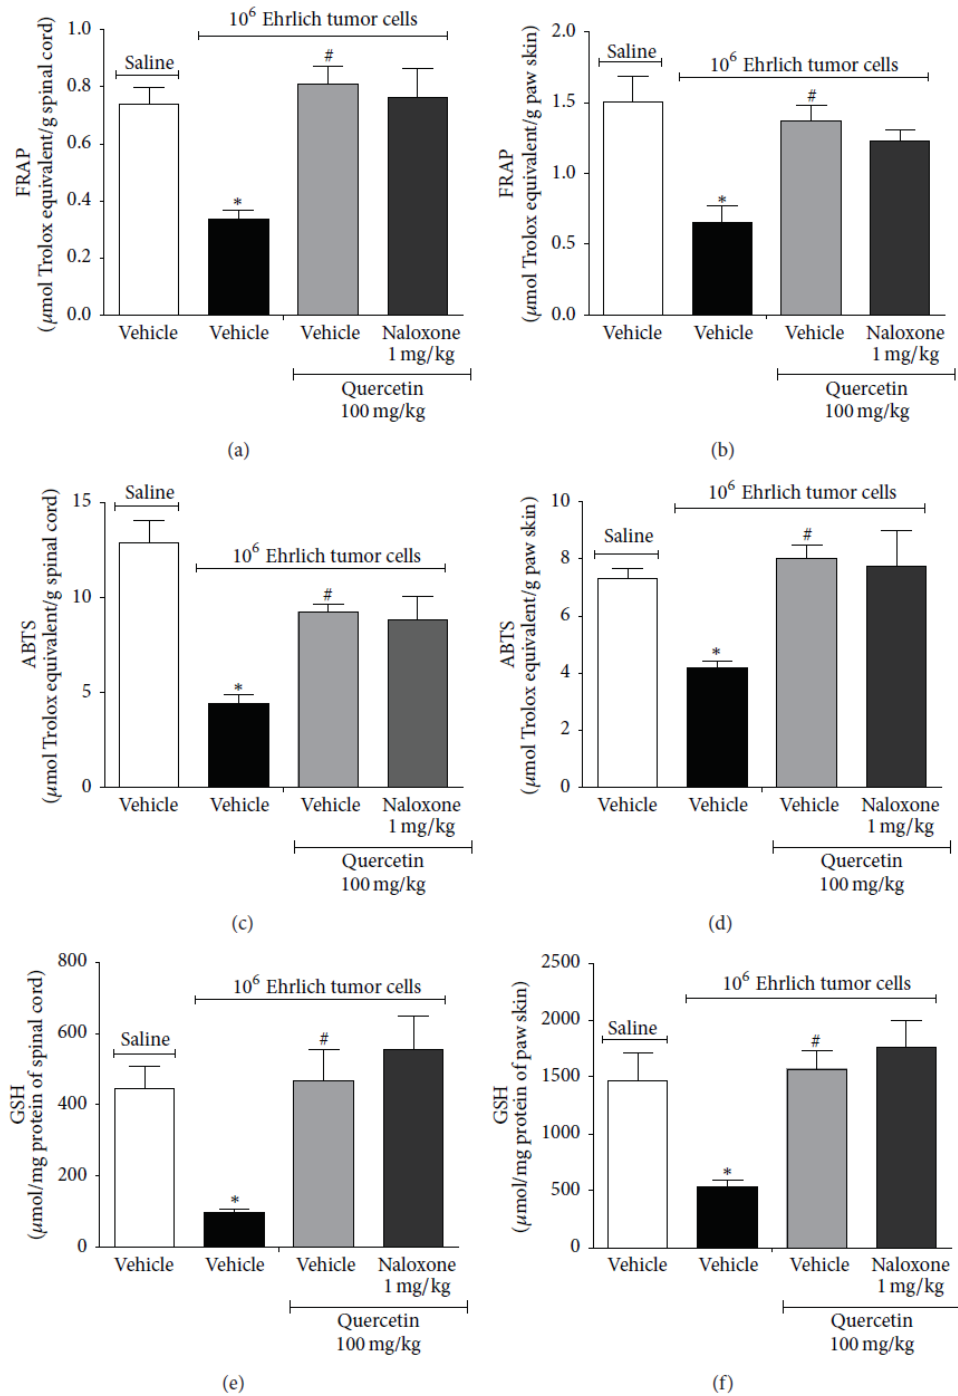 10⁶ Ehrlich tumor cells
Saline
#
*
1.0
0.8
0.6
0.4
0.2
0.0
FRAP
(μmol Trolox equivalent/g spinal cord)
Vehicle Vehicle Vehicle Naloxone
1 mg/kg
Quercetin
100 mg/kg
(a)
10⁶ Ehrlich tumor cells
Saline
#
*
2.0
1.5
1.0
0.5
0.0
FRAP
(μmol Trolox equivalent/g paw skin)
Vehicle Vehicle Vehicle Naloxone
1 mg/kg
Quercetin
100 mg/kg
(b)
Saline
10⁶ Ehrlich tumor cells
#
*
15
10
5
0
ABTS
(μmol Trolox equivalent/g spinal cord)
Vehicle Vehicle Vehicle Naloxone
1 mg/kg
Quercetin
100 mg/kg
(c)
10⁶ Ehrlich tumor cells
Saline
#
*
10
8
6
4
2
0
ABTS
(μmol Trolox equivalent/g paw skin)
Vehicle Vehicle Vehicle Naloxone
1 mg/kg
Quercetin
100 mg/kg
(d)
10⁶ Ehrlich tumor cells
Saline
#
*
800
600
400
200
0
GSH
(μmol/mg protein of spinal cord)
Vehicle Vehicle Vehicle Naloxone
1 mg/kg
Quercetin
100 mg/kg
(e)
10⁶ Ehrlich tumor cells
Saline
#
*
2500
2000
1500
1000
500
0
GSH
(μmol/mg protein of paw skin)
Vehicle Vehicle Vehicle Naloxone
1 mg/kg
Quercetin
100 mg/kg
(f)